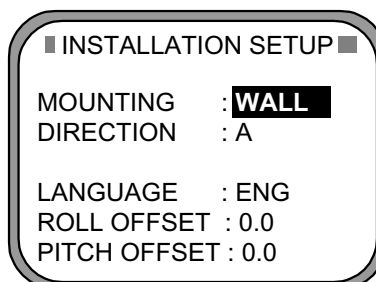 INSTALLATION SETUP
MOUNTING : WALL
DIRECTION : A
LANGUAGE : ENG
ROLL OFFSET : 0.0
PITCH OFFSET : 0.0